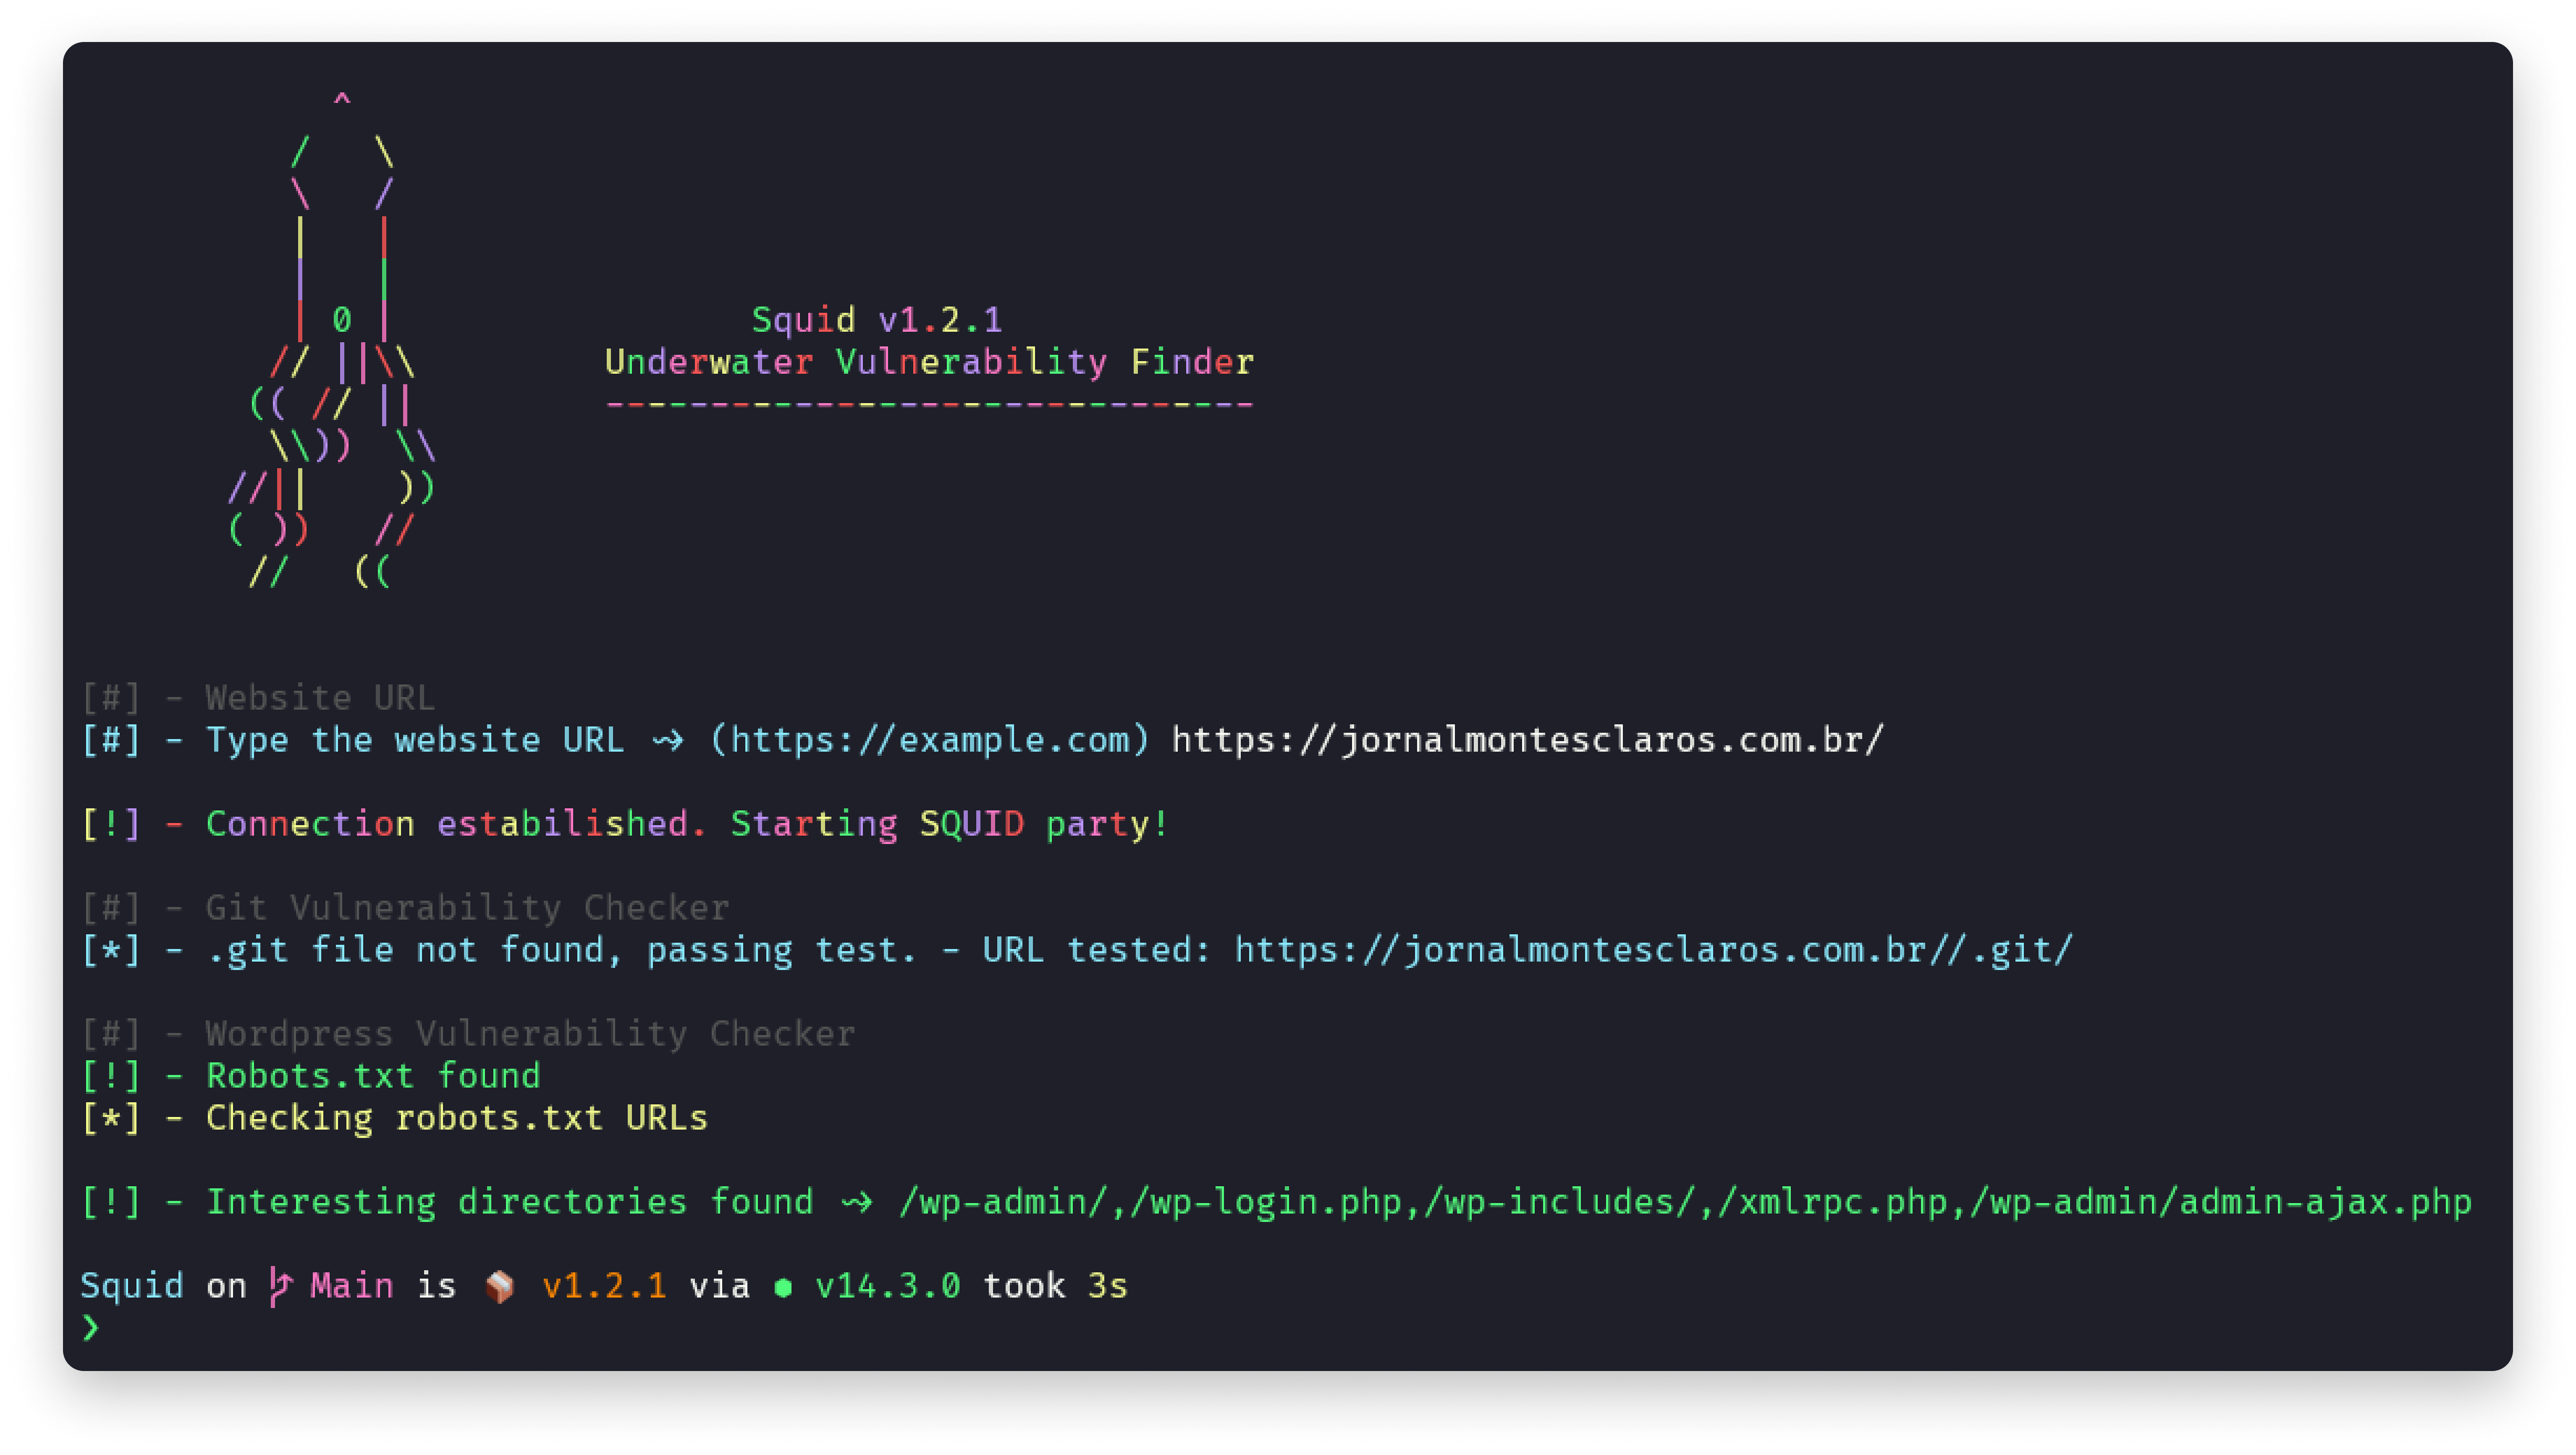 ^
/   \
\   /
|   |
|   |
| 0 |   Squid v1.2.1
// ||\\   Underwater Vulnerability Finder
(( // ||   -------------------------------
\\))  \\
//||    ))
( ))   //
//   ((
[#] - Website URL
[#] - Type the website URL ⤳ (https://example.com) https://jornalmontesclaros.com.br/
[!] - Connection estabilished. Starting SQUID party!
[#] - Git Vulnerability Checker
[*] - .git file not found, passing test. - URL tested: https://jornalmontesclaros.com.br//.git/
[#] - Wordpress Vulnerability Checker
[!] - Robots.txt found
[*] - Checking robots.txt URLs
[!] - Interesting directories found ⤳ /wp-admin/,/wp-login.php,/wp-includes/,/xmlrpc.php,/wp-admin/admin-ajax.php
Squid on Main is 📦 v1.2.1 via ⬢ v14.3.0 took 3s
❯